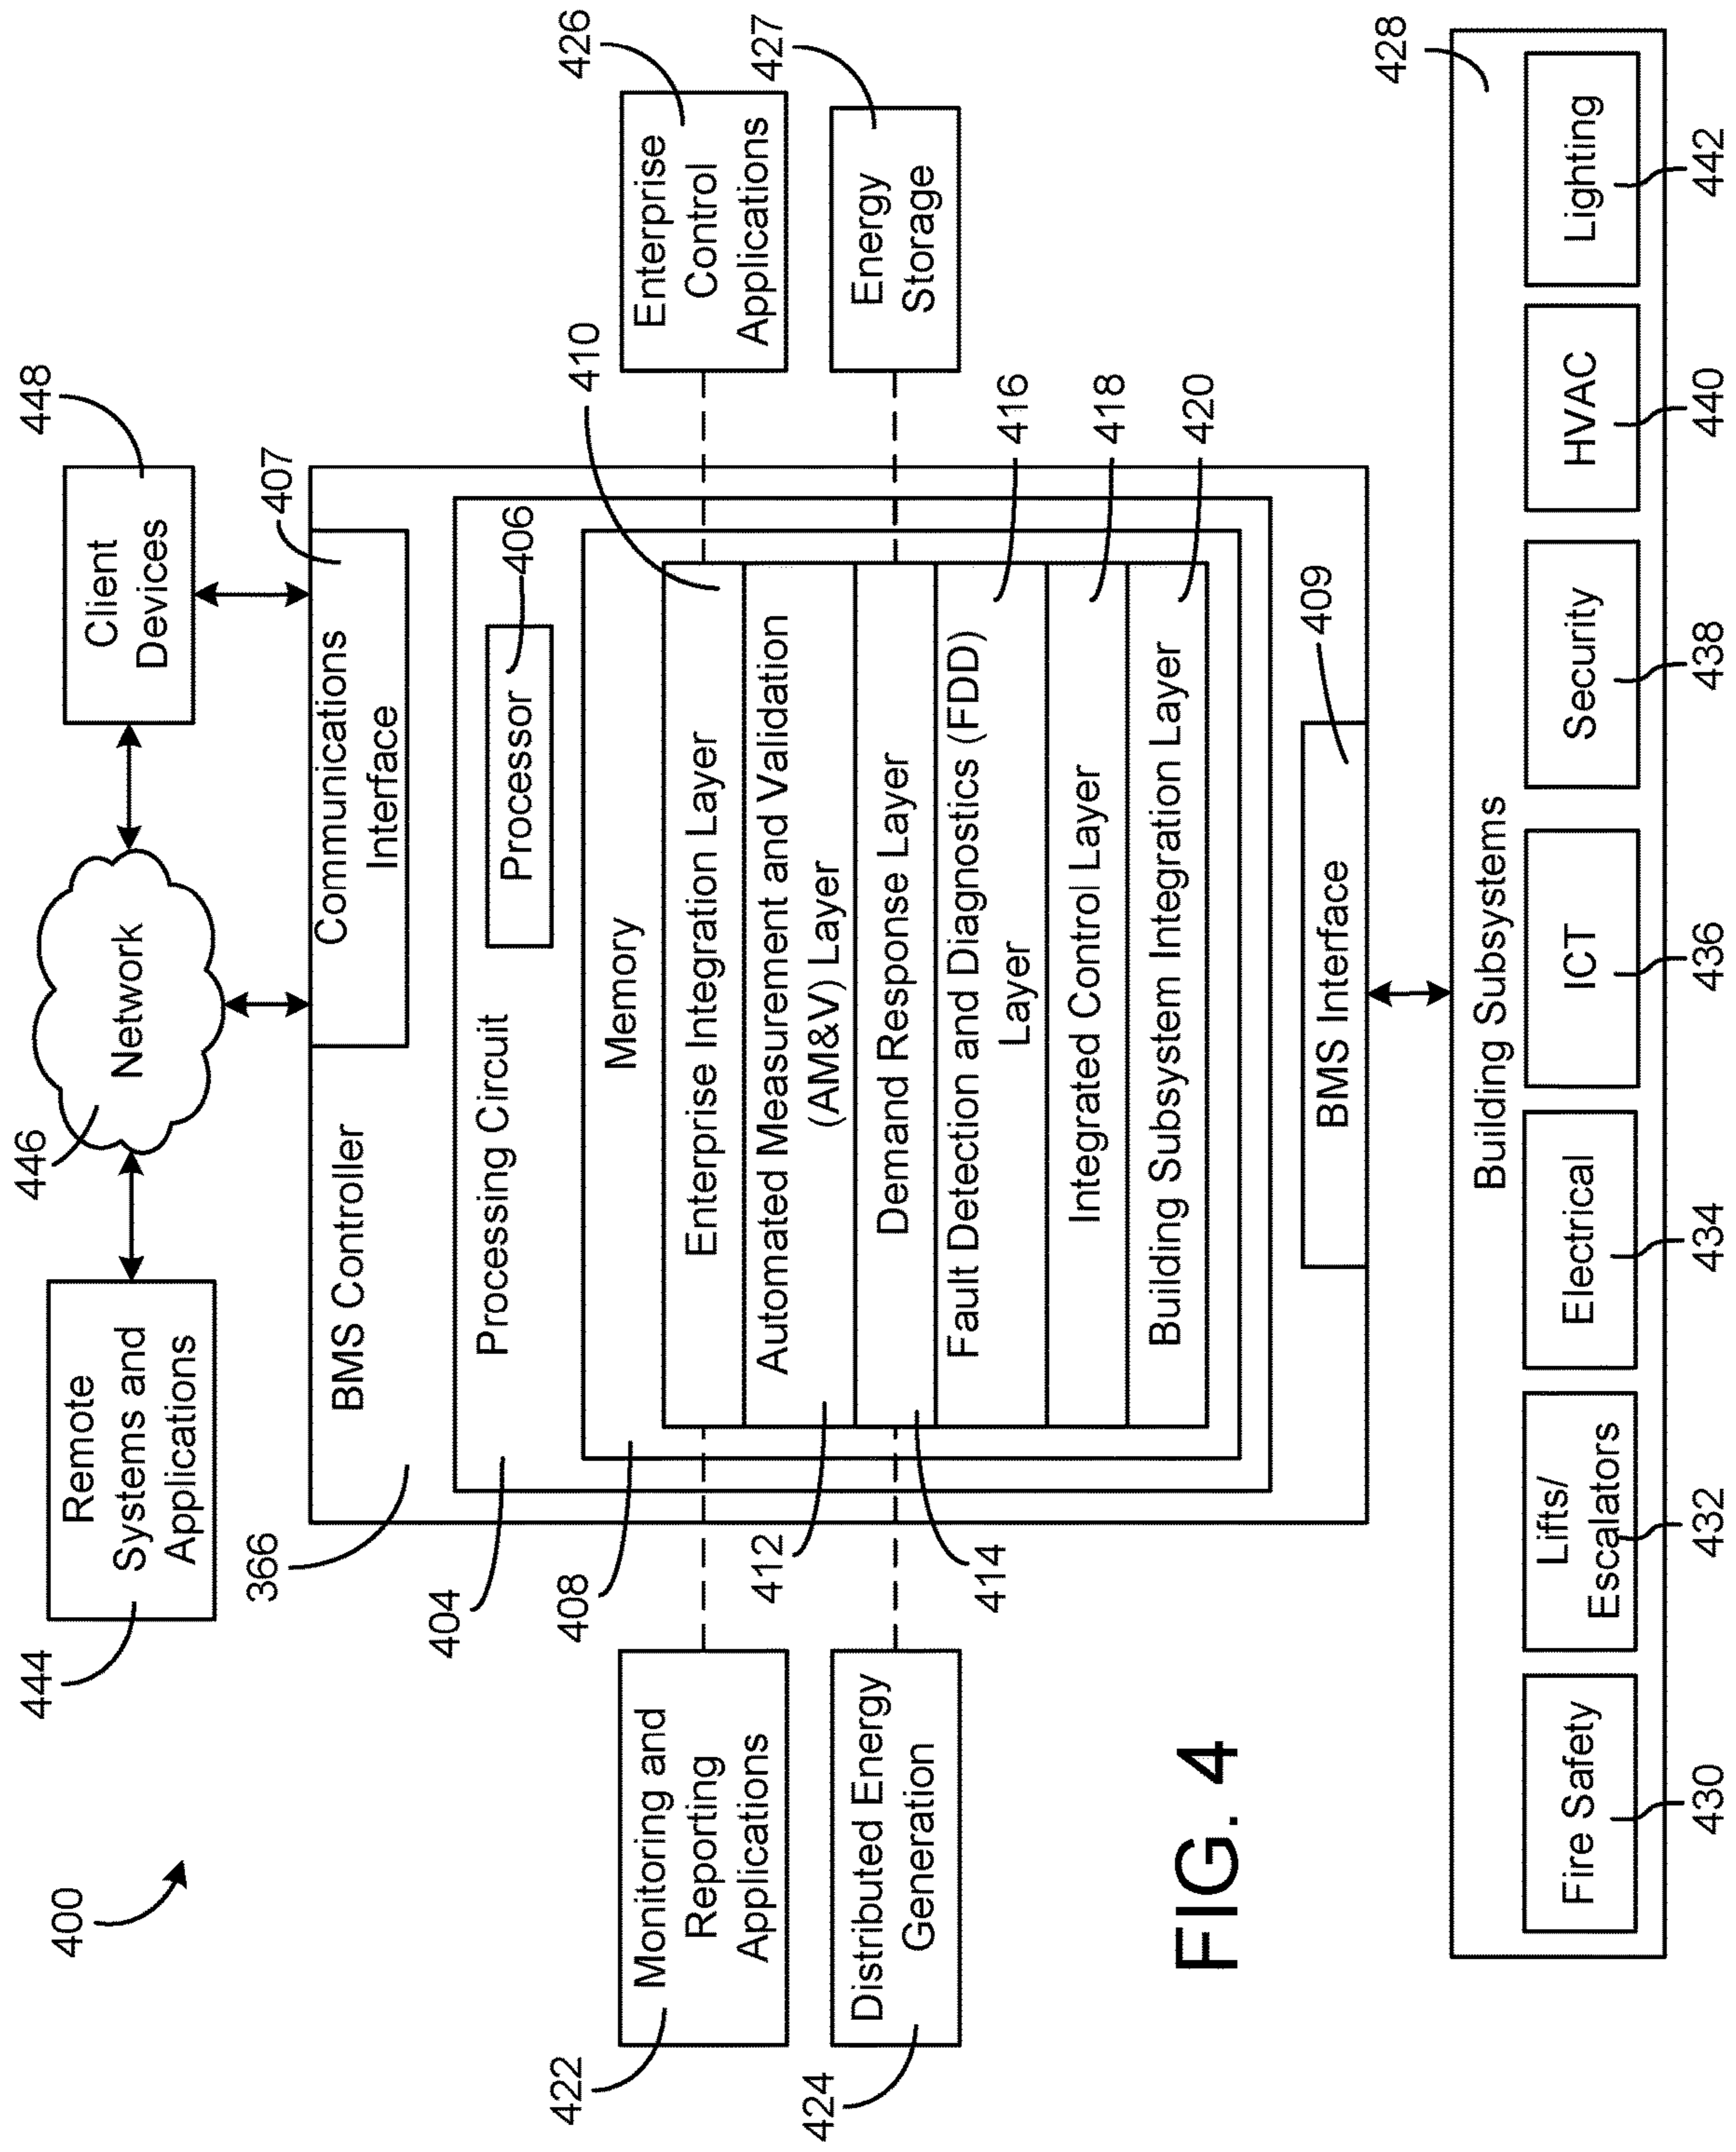 400
444
Remote
Systems and
Applications
446
Network
448
Client
Devices
366
BMS Controller
407
Communications
Interface
404
Processing Circuit
Processor
406
408
Memory
410
Enterprise Integration Layer
Automated Measurement and Validation
(AM&V) Layer
412
Demand Response Layer
414
Fault Detection and Diagnostics (FDD)
Layer
416
Integrated Control Layer
418
Building Subsystem Integration Layer
420
422
Monitoring and
Reporting
Applications
424
Distributed Energy
Generation
426
Enterprise
Control
Applications
427
Energy
Storage
BMS Interface
409
FIG. 4
428
Building Subsystems
Fire Safety
Lifts/
Escalators
Electrical
ICT
Security
HVAC
Lighting
430
432
434
436
438
440
442